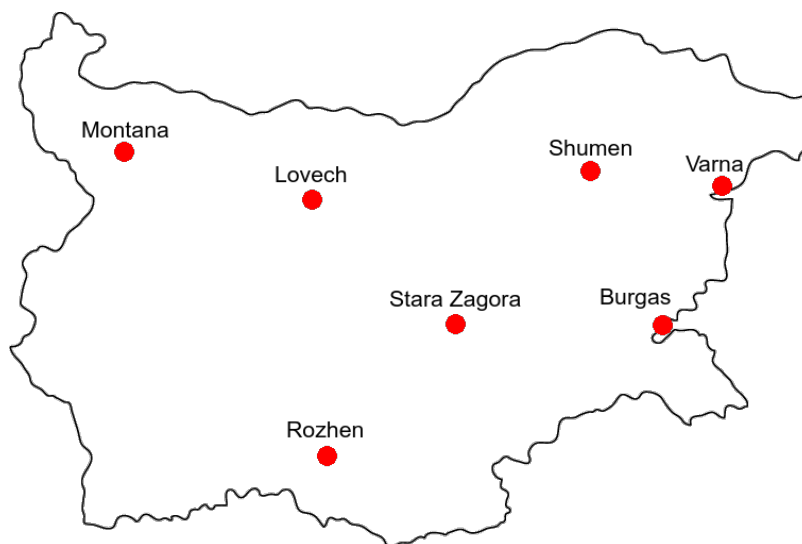 Montana
Lovech
Shumen
Varna
Stara Zagora
Burgas
Rozhen